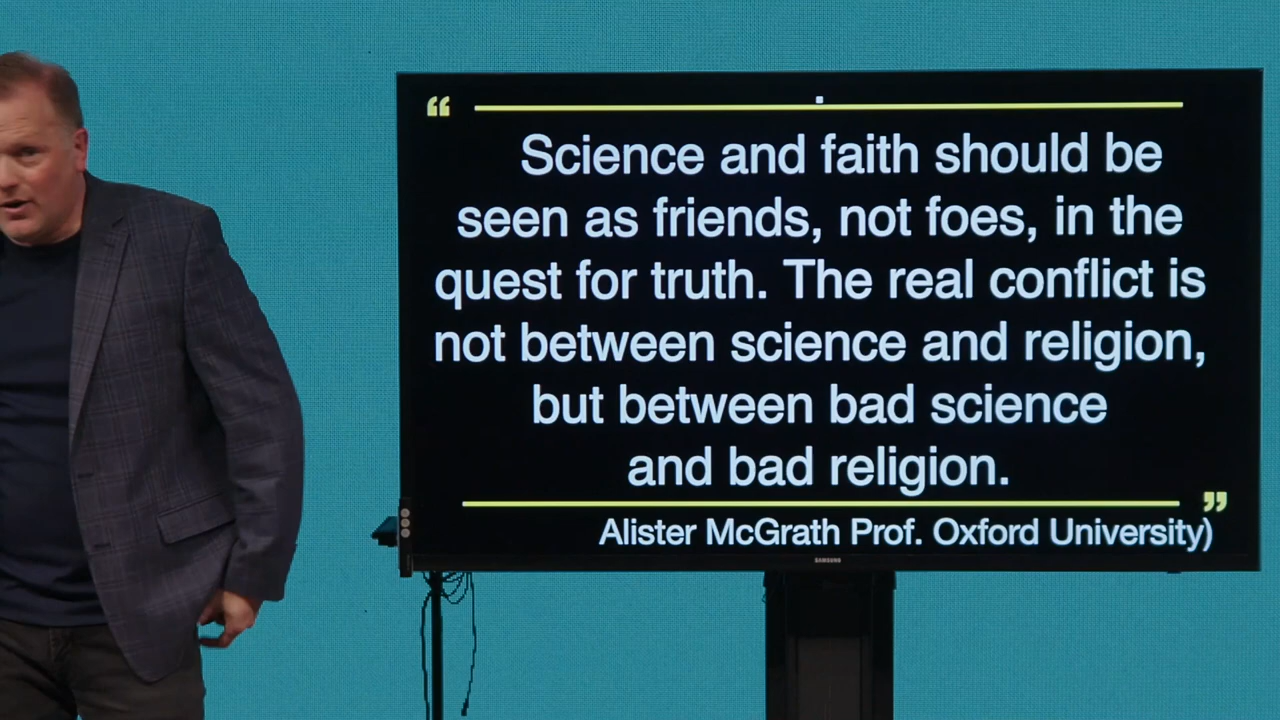 “
Science and faith should be
seen as friends, not foes, in the
quest for truth. The real conflict is
not between science and religion,
but between bad science
and bad religion.
”
Alister McGrath Prof. Oxford University)
SAMSUNG